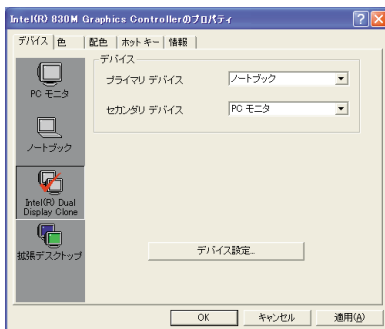 Intel(R) 830M Graphics Controllerのプロパティ
デバイス 色 配色 ホット キー 情報
PC モニタ
ノートブック
Intel(R) Dual
Display Clone
拡張デスクトップ
デバイス
プライマリ デバイス ノートブック
セカンダリ デバイス PC モニタ
デバイス設定...
OK キャンセル 適用(A)